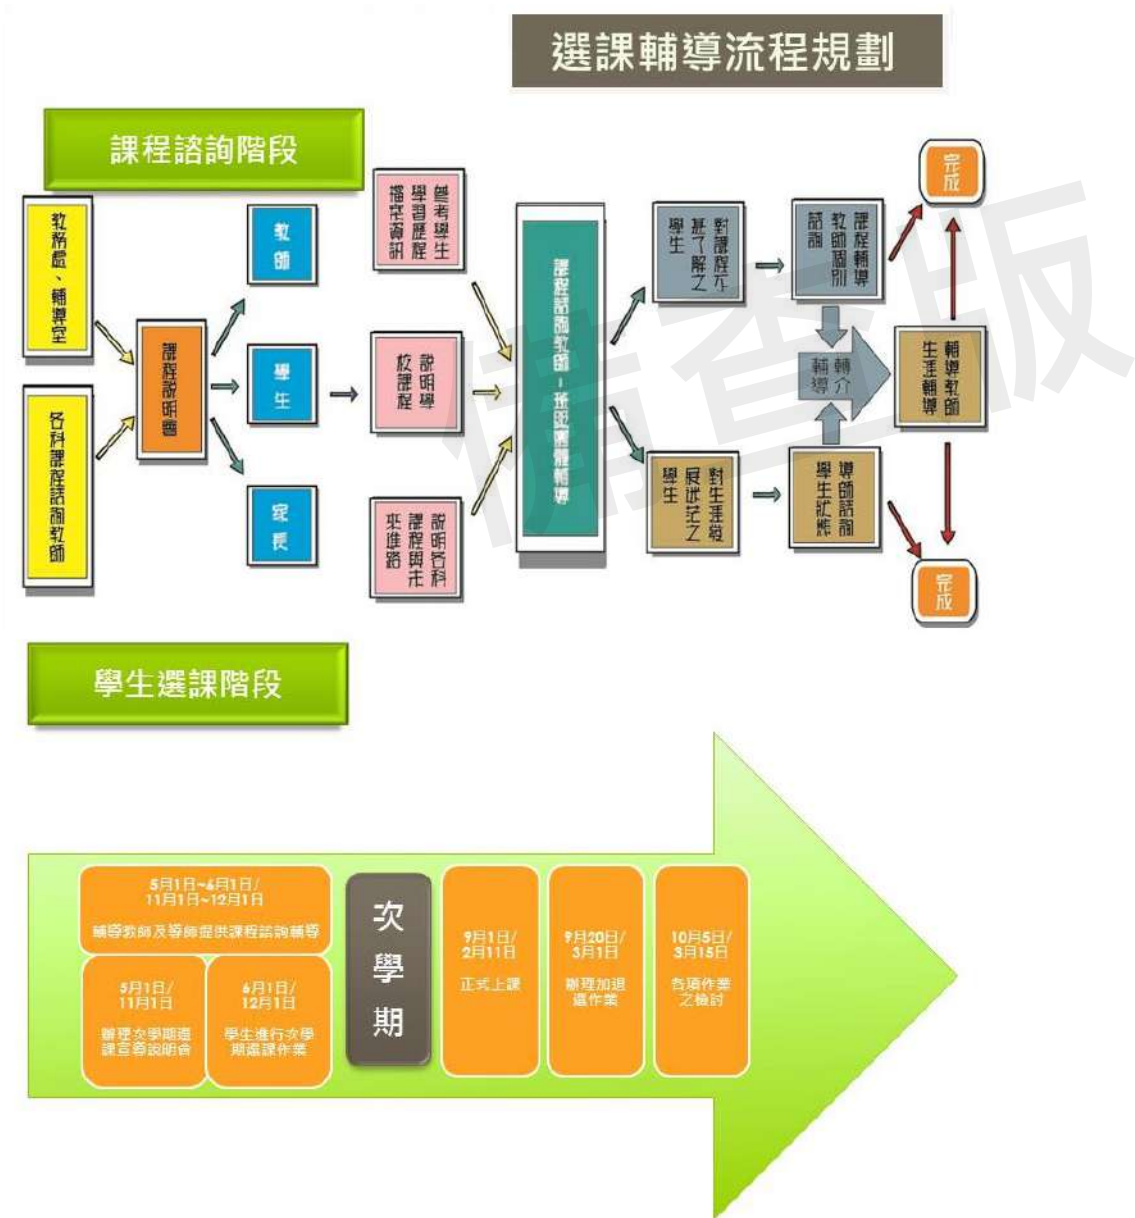 選課輔導流程規劃
課程諮詢階段
教務處、輔導室
各科課程諮詢教師
課程說明會
教師
學生
家長
參考學生
學習歷程
檔案資訊
說明學
校課程
說明各科
課程與未
來進路
課程諮詢教師
對課程不
甚了解之
學生
對生涯發
展迷茫之
學生
課程輔導
教師個別
諮詢
轉介
輔導
導師諮詢
學生狀態
輔導教師
生涯輔導
完成
完成
備查版
學生選課階段
5月1日~6月1日/
11月1日~12月1日
輔導教師及導師提供課程諮詢輔導
5月1日/
11月1日
辦理次學期選
課宣導說明會
6月1日/
12月1日
學生進行次學
期選課作業
次學期
9月1日/
2月11日
正式上課
9月20日/
3月1日
辦理加退
選作業
10月5日/
3月15日
各項作業
之檢討